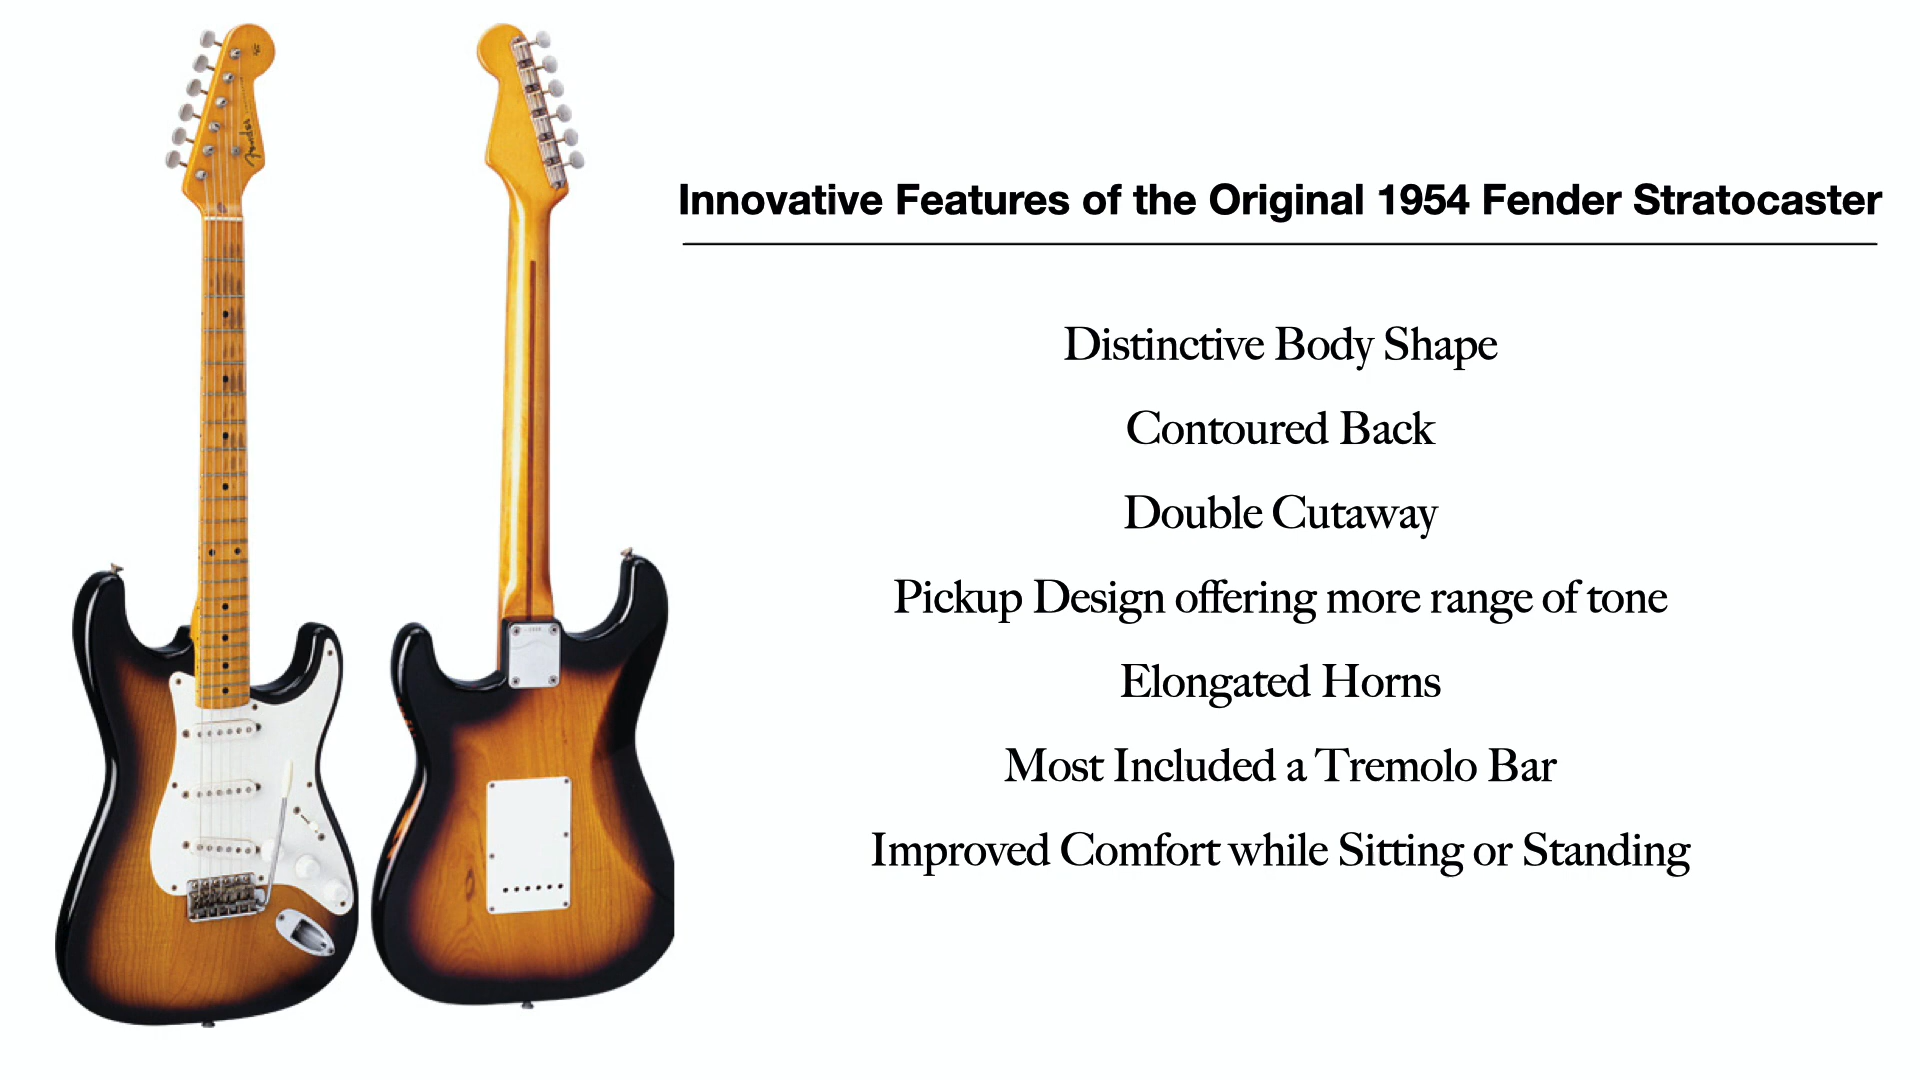 Fender
Innovative Features of the Original 1954 Fender Stratocaster
Distinctive Body Shape
Contoured Back
Double Cutaway
Pickup Design offering more range of tone
Elongated Horns
Most Included a Tremolo Bar
Improved Comfort while Sitting or Standing